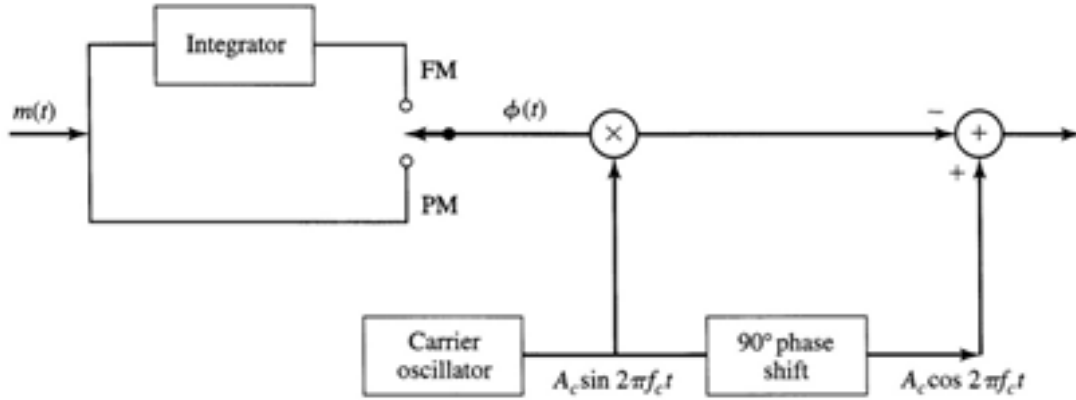 Integrator
FM
m(t)
ϕ(t)
×
−
+
+
PM
Carrier
oscillator
90° phase
shift
A_c sin 2πf_c t
A_c cos 2πf_c t